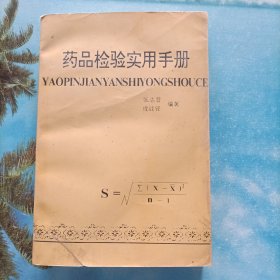 药品检验实用手册
YAOPINJIANYANSHIYONGSHOUCE
编著
S = √ Σ(X−X̄)² / n−1